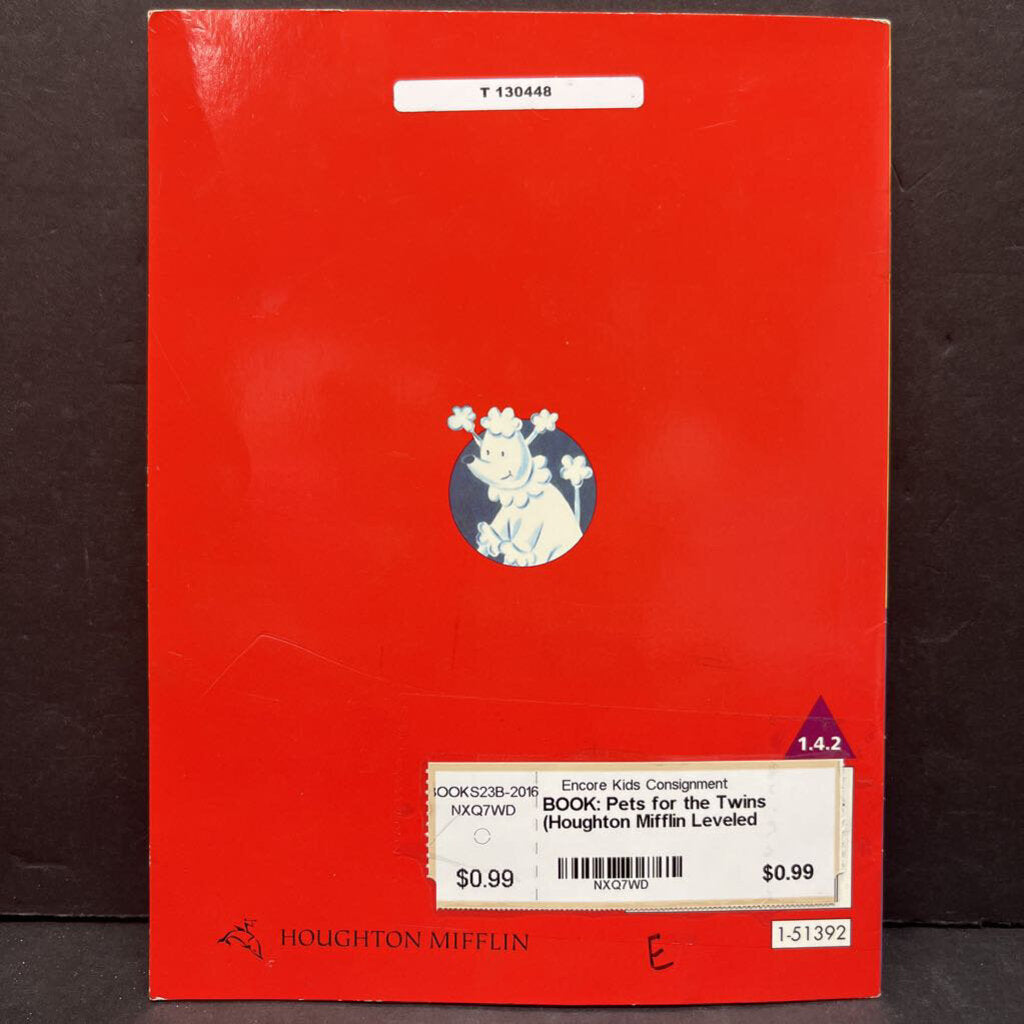 T 130448
1.4.2
OOKS23B-2016
NXQ7WD
$0.99
Encore Kids Consignment
BOOK: Pets for the Twins
(Houghton Mifflin Leveled
NXQ7WD
$0.99
HOUGHTON MIFFLIN
E
1-51392